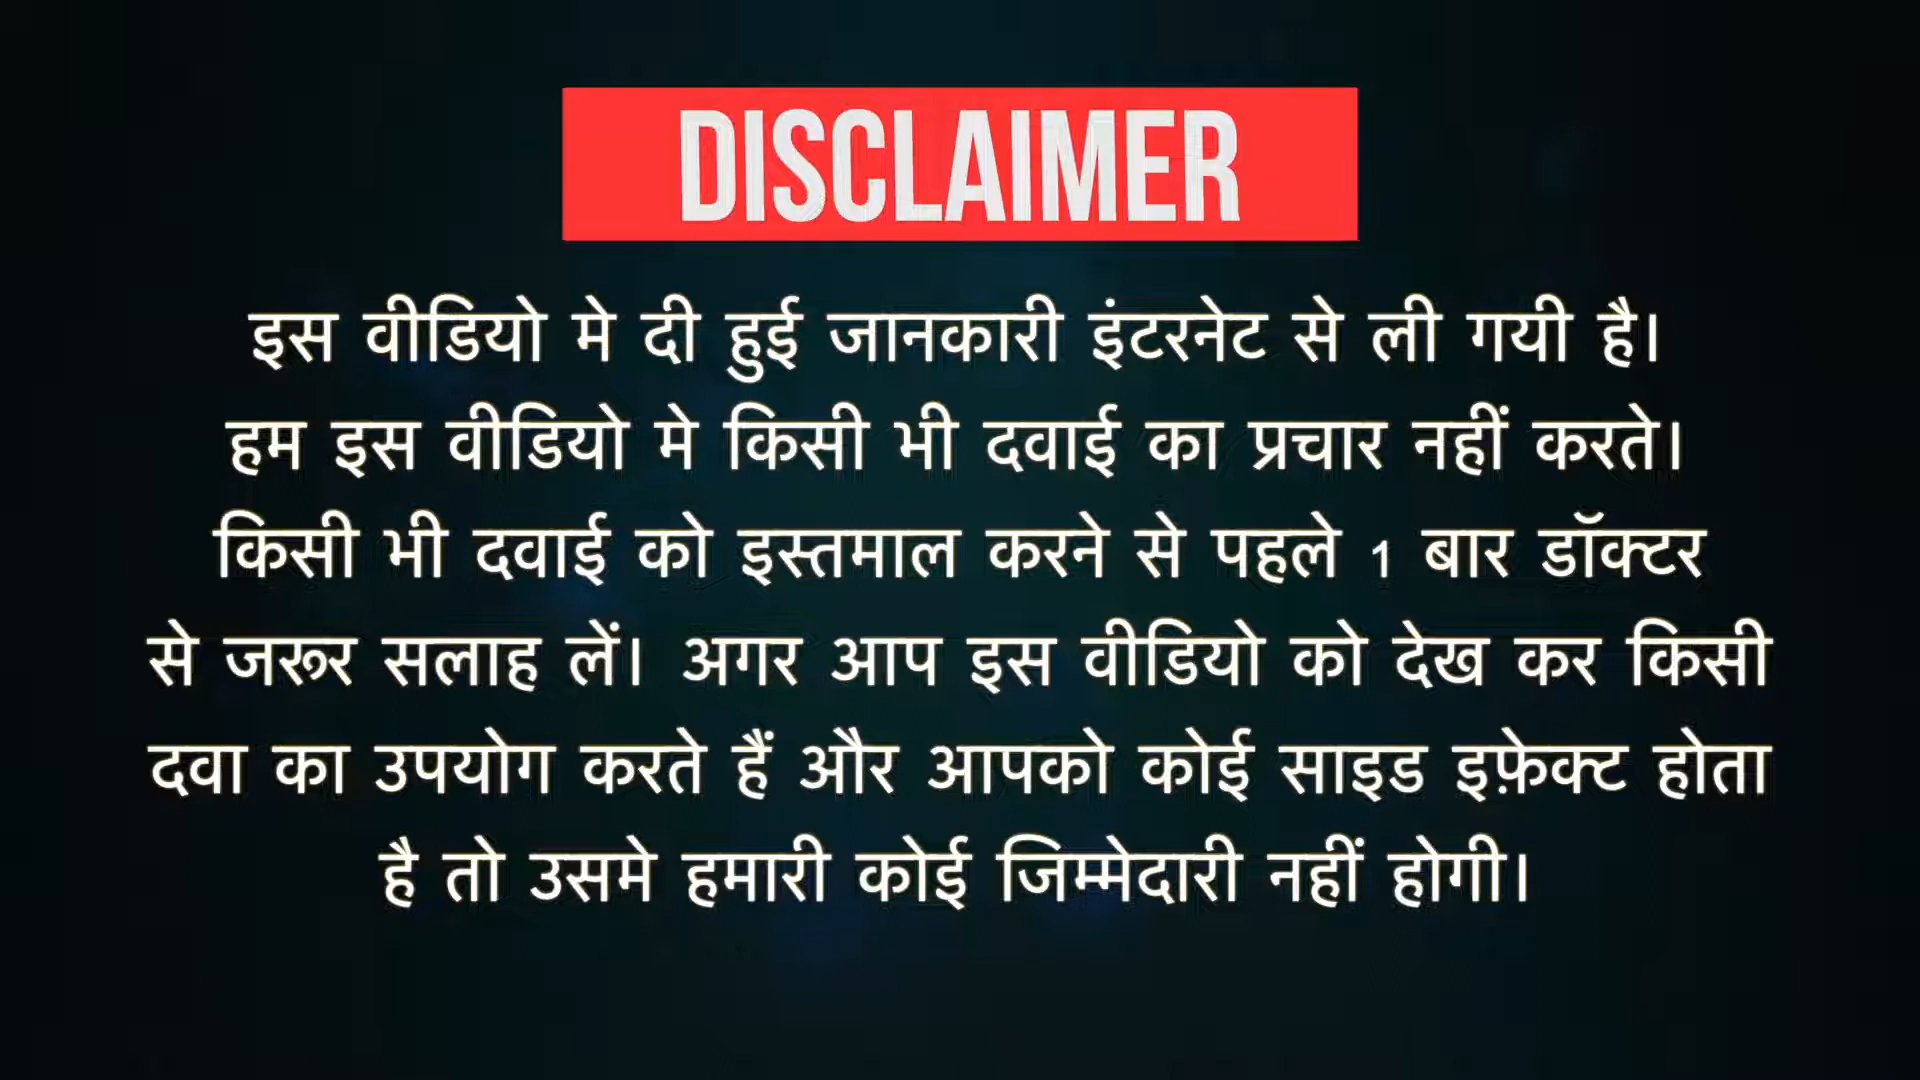 DISCLAIMER
इस वीडियो मे दी हुई जानकारी इंटरनेट से ली गयी है।
हम इस वीडियो मे किसी भी दवाई का प्रचार नहीं करते।
किसी भी दवाई को इस्तमाल करने से पहले 1 बार डॉक्टर
से जरूर सलाह लें। अगर आप इस वीडियो को देख कर किसी
दवा का उपयोग करते हैं और आपको कोई साइड इफ़ेक्ट होता
है तो उसमे हमारी कोई जिम्मेदारी नहीं होगी।